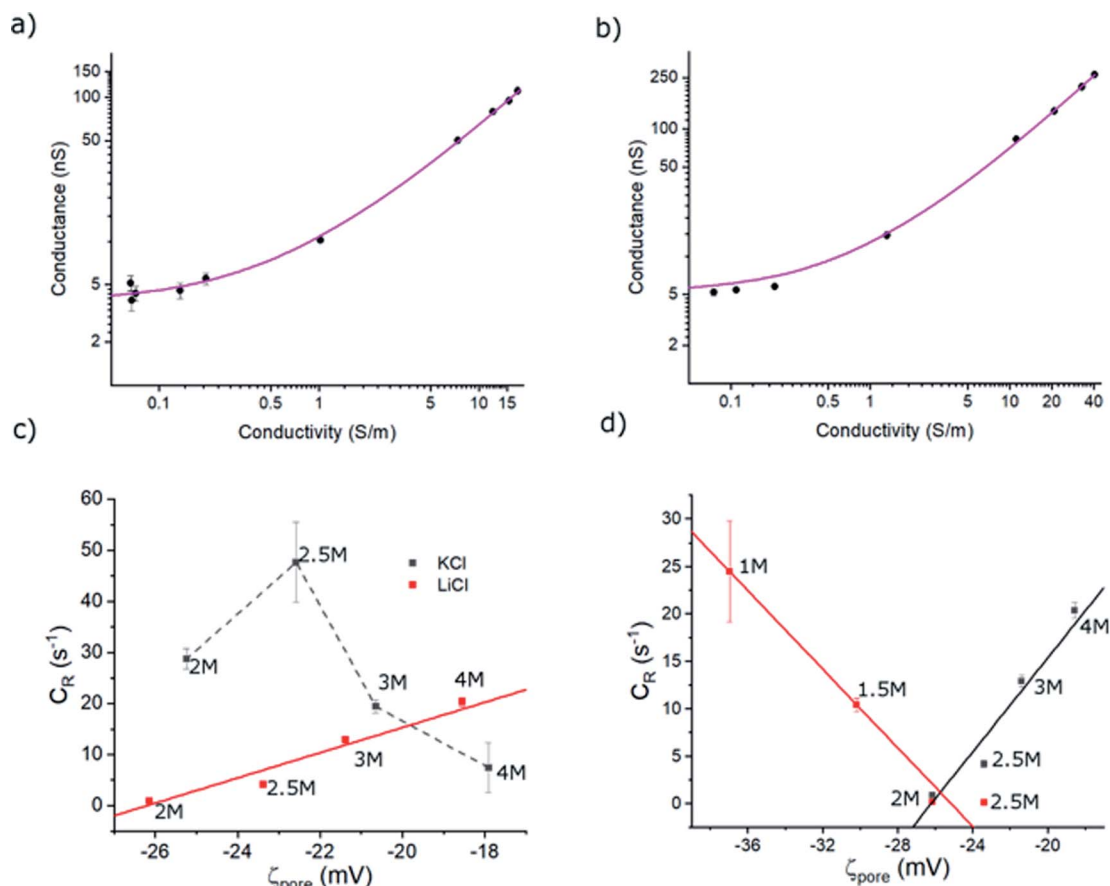 a)
150
100
50
5
2
Conductance (nS)
0.1
0.5
1
5
10
15
Conductivity (S/m)
b)
250
100
50
5
2
Conductance (nS)
0.1
0.5
1
5
10
20
40
Conductivity (S/m)
c)
60
50
40
30
20
10
0
C_R (s⁻¹)
2.5M
KCl
LiCl
2M
3M
4M
3M
4M
2.5M
2M
-26
-24
-22
-20
-18
ζ_pore (mV)
d)
30
25
20
15
10
5
0
C_R (s⁻¹)
1M
4M
1.5M
3M
2.5M
2M
2.5M
-36
-32
-28
-24
-20
ζ_pore (mV)